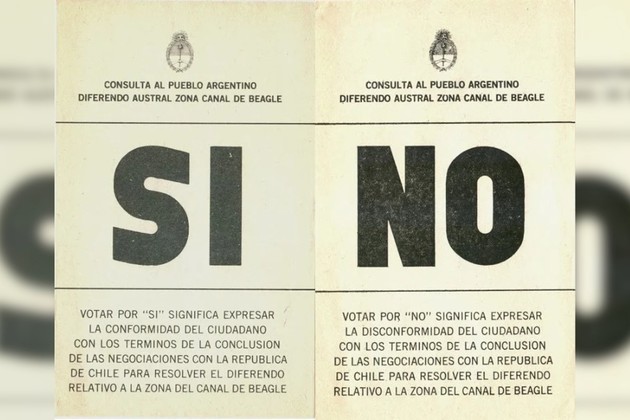 CONSULTA AL PUEBLO ARGENTINO
DIFERENDO AUSTRAL ZONA CANAL DE BEAGLE
SI
VOTAR POR "SI" SIGNIFICA EXPRESAR
LA CONFORMIDAD DEL CIUDADANO
CON LOS TERMINOS DE LA CONCLUSION
DE LAS NEGOCIACIONES CON LA REPUBLICA
DE CHILE PARA RESOLVER EL DIFERENDO
RELATIVO A LA ZONA DEL CANAL DE BEAGLE
CONSULTA AL PUEBLO ARGENTINO
DIFERENDO AUSTRAL ZONA CANAL DE BEAGLE
NO
VOTAR POR "NO" SIGNIFICA EXPRESAR
LA DISCONFORMIDAD DEL CIUDADANO
CON LOS TERMINOS DE LA CONCLUSION
DE LAS NEGOCIACIONES CON LA REPUBLICA
DE CHILE PARA RESOLVER EL DIFERENDO
RELATIVO A LA ZONA DEL CANAL DE BEAGLE